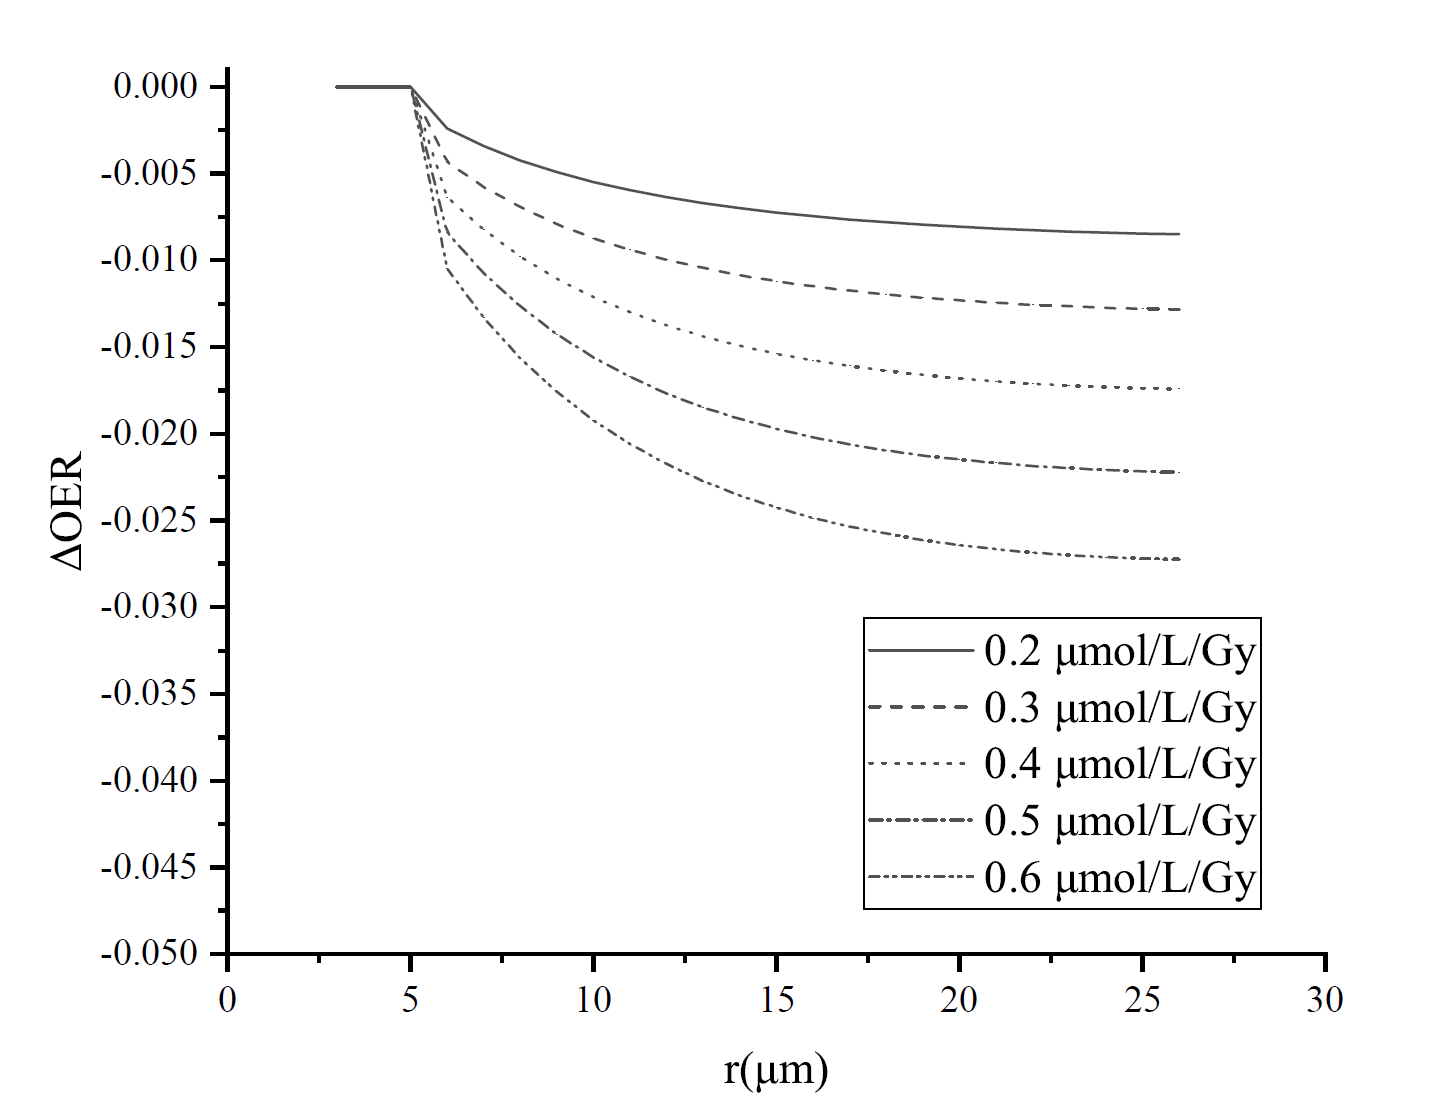 0.000
-0.005
-0.010
-0.015
-0.020
-0.025
-0.030
-0.035
-0.040
-0.045
-0.050
ΔOER
0.2 μmol/L/Gy
0.3 μmol/L/Gy
0.4 μmol/L/Gy
0.5 μmol/L/Gy
0.6 μmol/L/Gy
0 5 10 15 20 25 30
r(μm)